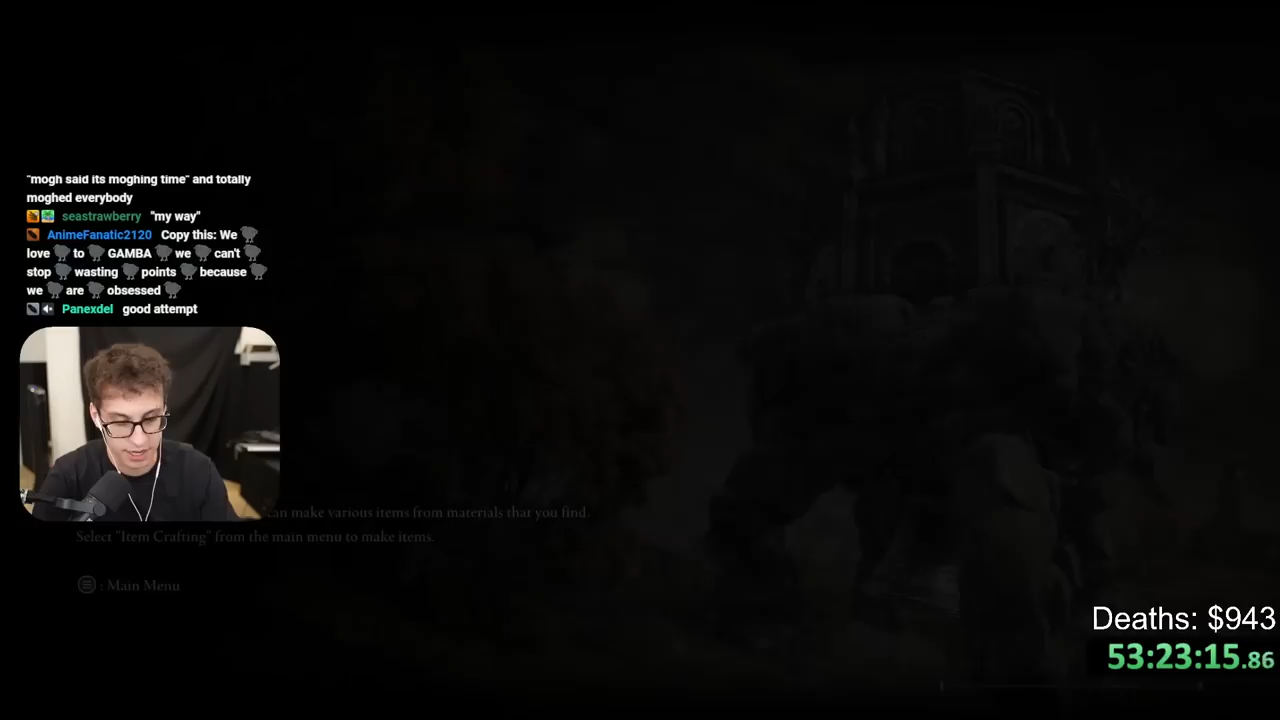 "mogh said its moghing time" and totally
moghed everybody
seastrawberry "my way"
AnimeFanatic2120 Copy this: We
love to GAMBA we can't
stop wasting points because
we are obsessed
Panexdel good attempt
can make various items from materials that you find.
Select "Item Crafting" from the main menu to make items.
: Main Menu
Deaths: $943
53:23:15.86